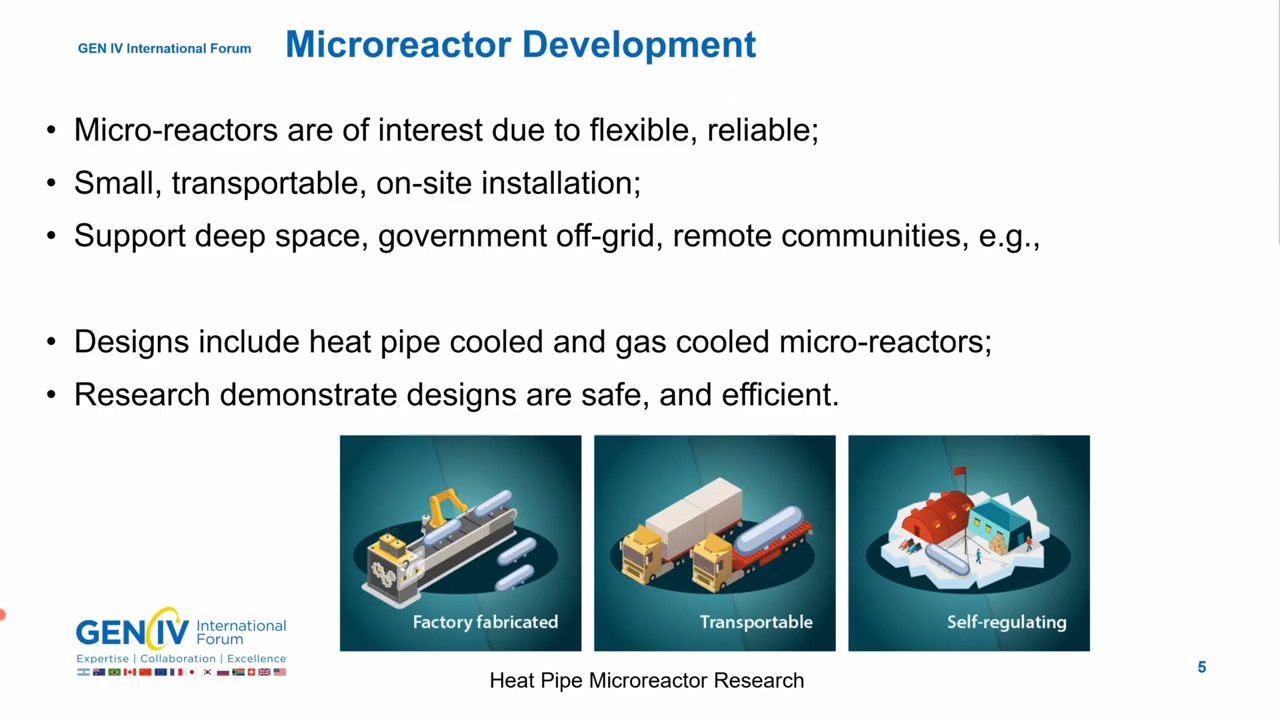 GEN IV International Forum
Microreactor Development
• Micro-reactors are of interest due to flexible, reliable;
• Small, transportable, on-site installation;
• Support deep space, government off-grid, remote communities, e.g.,
• Designs include heat pipe cooled and gas cooled micro-reactors;
• Research demonstrate designs are safe, and efficient.
Factory fabricated
Transportable
Self-regulating
GEN IV International
Forum
Expertise | Collaboration | Excellence
Heat Pipe Microreactor Research
5